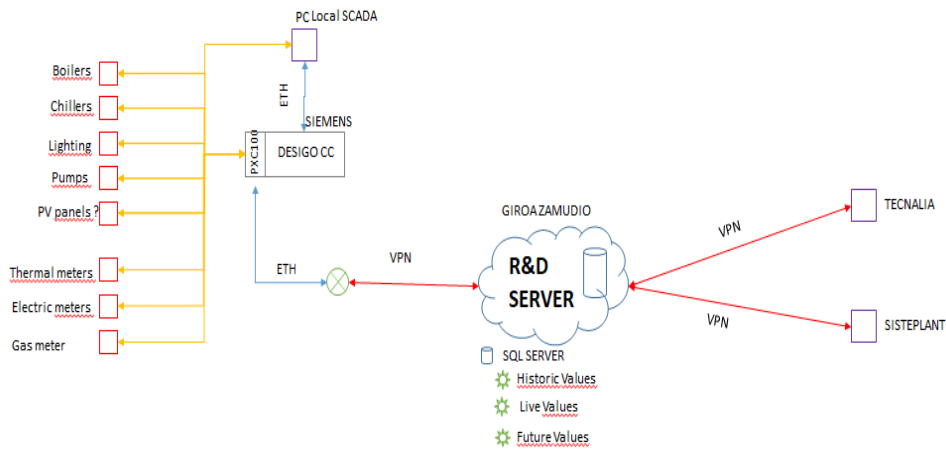 PC Local SCADA
Boilers
ETH
Chillers
SIEMENS
PXC100
DESIGO CC
Lighting
Pumps
PV panels ?
GIROA ZAMUDIO
TECNALIA
VPN
Thermal meters
ETH
VPN
R&D
SERVER
Electric meters
VPN
SISTEPLANT
Gas meter
SQL SERVER
Historic Values
Live Values
Future Values